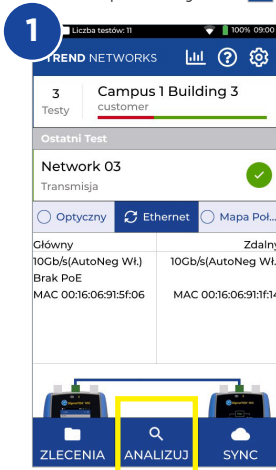 1
Liczba testów: 11
100% 09:00
TREND NETWORKS
3
Testy
Campus 1 Building 3
customer
Ostatni Test
Network 03
Transmisja
Optyczny
Ethernet
Mapa Poł...
Główny
Zdalny
10Gb/s(AutoNeg Wł.)
10Gb/s(AutoNeg Wł.
Brak PoE
MAC 00:16:06:91:5f:06
MAC 00:16:06:91:1f:14
ZLECENIA
ANALIZUJ
SYNC